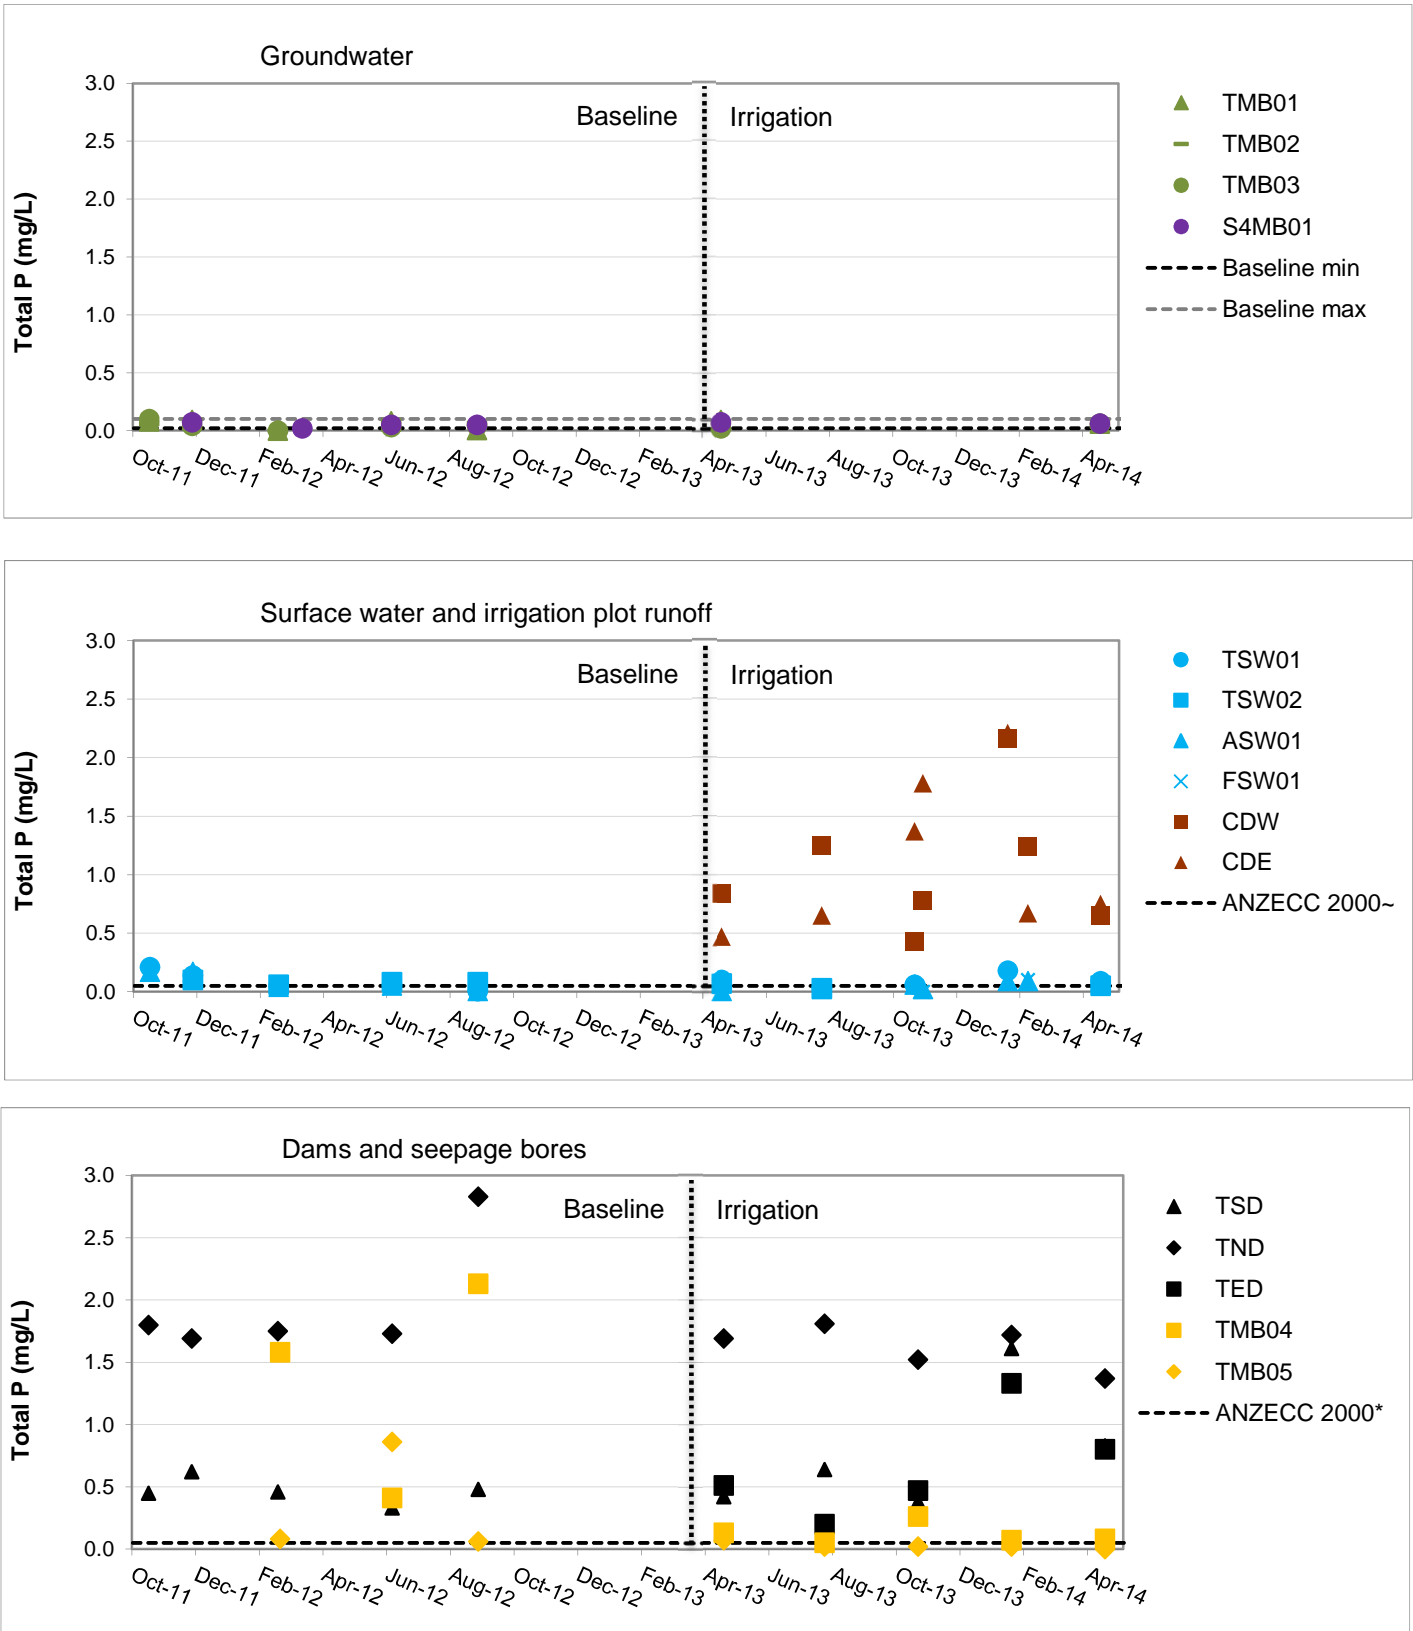 Groundwater
3.0
2.5
2.0
1.5
1.0
0.5
0.0
Total P (mg/L)
Baseline
Irrigation
Oct-11
Dec-11
Feb-12
Apr-12
Jun-12
Aug-12
Oct-12
Dec-12
Feb-13
Apr-13
Jun-13
Aug-13
Oct-13
Dec-13
Feb-14
Apr-14
TMB01
TMB02
TMB03
S4MB01
Baseline min
Baseline max
Surface water and irrigation plot runoff
3.0
2.5
2.0
1.5
1.0
0.5
0.0
Total P (mg/L)
Baseline
Irrigation
Oct-11
Dec-11
Feb-12
Apr-12
Jun-12
Aug-12
Oct-12
Dec-12
Feb-13
Apr-13
Jun-13
Aug-13
Oct-13
Dec-13
Feb-14
Apr-14
TSW01
TSW02
ASW01
FSW01
CDW
CDE
ANZECC 2000~
Dams and seepage bores
3.0
2.5
2.0
1.5
1.0
0.5
0.0
Total P (mg/L)
Baseline
Irrigation
Oct-11
Dec-11
Feb-12
Apr-12
Jun-12
Aug-12
Oct-12
Dec-12
Feb-13
Apr-13
Jun-13
Aug-13
Oct-13
Dec-13
Feb-14
Apr-14
TSD
TND
TED
TMB04
TMB05
ANZECC 2000*